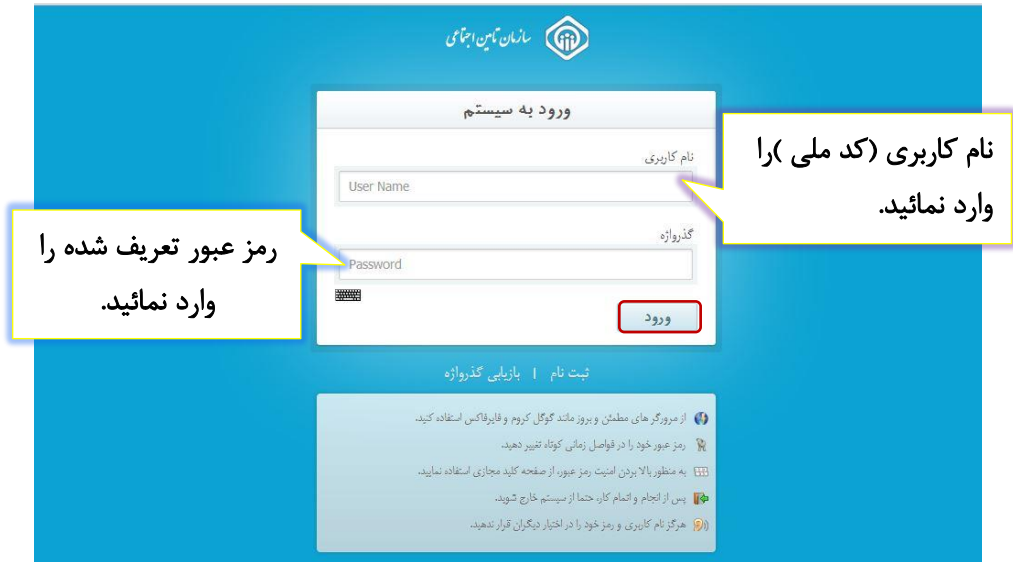 سازمان تامین اجتماعی
ورود به سیستم
نام کاربری (کد ملی )را
وارد نمائید.
نام کاربری
User Name
رمز عبور تعریف شده را
وارد نمائید.
گذرواژه
Password
ورود
ثبت نام | بازیابی گذرواژه
از مرورگر های مطمئن و بروز مانند گوگل کروم و فایرفاکس استفاده کنید.
رمز عبور خود را در فواصل زمانی کوتاه تغییر دهید.
به منظور بالا بردن امنیت رمز عبور، از صفحه کلید مجازی استفاده نمایید.
پس از انجام و اتمام کار، حتما از سیستم خارج شوید.
هرگز نام کاربری و رمز خود را در اختیار دیگران قرار ندهید.